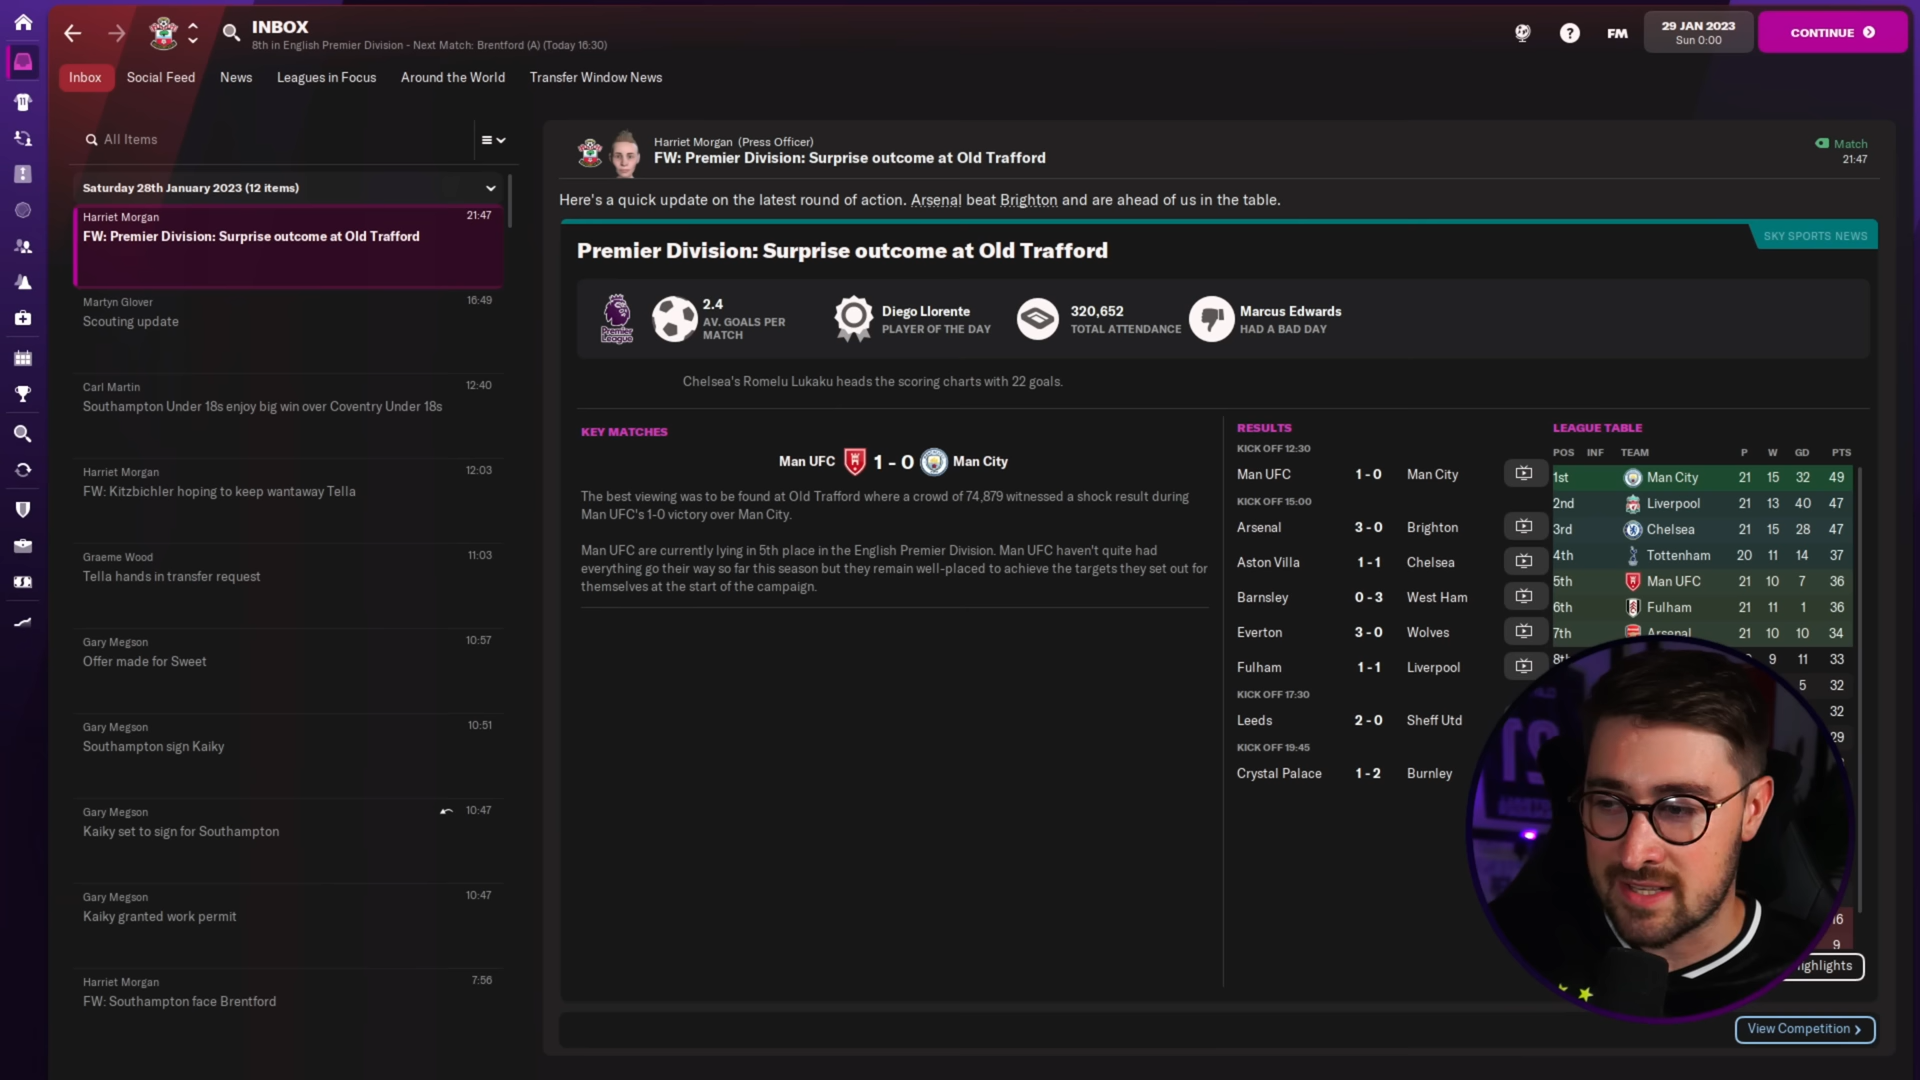 INBOX
8th in English Premier Division - Next Match: Brentford (A) (Today 16:30)
FM
29 JAN 2023
Sun 0:00
CONTINUE
Inbox Social Feed News Leagues in Focus Around the World Transfer Window News
All Items
Saturday 28th January 2023 (12 items)
Harriet Morgan 21:47
FW: Premier Division: Surprise outcome at Old Trafford
Martyn Glover 16:49
Scouting update
Carl Martin 12:40
Southampton Under 18s enjoy big win over Coventry Under 18s
Harriet Morgan 12:03
FW: Kitzbichler hoping to keep wantaway Tella
Graeme Wood 11:03
Tella hands in transfer request
Gary Megson 10:57
Offer made for Sweet
Gary Megson 10:51
Southampton sign Kaiky
Gary Megson 10:47
Kaiky set to sign for Southampton
Gary Megson 10:47
Kaiky granted work permit
Harriet Morgan 7:56
FW: Southampton face Brentford
Harriet Morgan (Press Officer)
FW: Premier Division: Surprise outcome at Old Trafford
Match
21:47
Here's a quick update on the latest round of action. Arsenal beat Brighton and are ahead of us in the table.
SKY SPORTS NEWS
Premier Division: Surprise outcome at Old Trafford
Premier League
2.4
AV. GOALS PER
MATCH
Diego Llorente
PLAYER OF THE DAY
320,652
TOTAL ATTENDANCE
Marcus Edwards
HAD A BAD DAY
Chelsea's Romelu Lukaku heads the scoring charts with 22 goals.
KEY MATCHES
Man UFC 1 - 0 Man City
The best viewing was to be found at Old Trafford where a crowd of 74,879 witnessed a shock result during
Man UFC's 1-0 victory over Man City.
Man UFC are currently lying in 5th place in the English Premier Division. Man UFC haven't quite had
everything go their way so far this season but they remain well-placed to achieve the targets they set out for
themselves at the start of the campaign.
RESULTS
KICK OFF 12:30
Man UFC 1 - 0 Man City
KICK OFF 15:00
Arsenal 3 - 0 Brighton
Aston Villa 1 - 1 Chelsea
Barnsley 0 - 3 West Ham
Everton 3 - 0 Wolves
Fulham 1 - 1 Liverpool
KICK OFF 17:30
Leeds 2 - 0 Sheff Utd
KICK OFF 19:45
Crystal Palace 1 - 2 Burnley
LEAGUE TABLE
POS INF TEAM P W GD PTS
1st Man City 21 15 32 49
2nd Liverpool 21 13 40 47
3rd Chelsea 21 15 28 47
4th Tottenham 20 11 14 37
5th Man UFC 21 10 7 36
6th Fulham 21 11 1 36
7th Arsenal 21 10 10 34
8th 9 11 33
5 32
32
29
16
9
View Competition